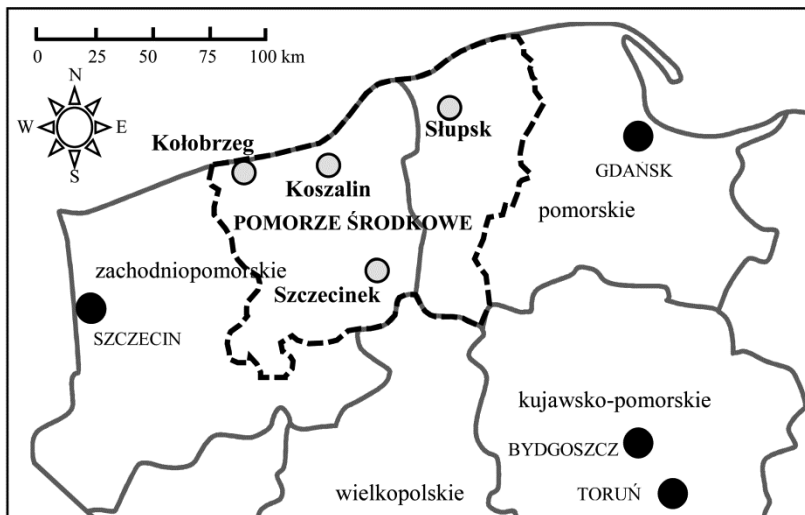 0 25 50 75 100 km
N
W E
S
Kołobrzeg
Słupsk
Koszalin
GDAŃSK
POMORZE ŚRODKOWE
pomorskie
zachodniopomorskie
Szczecinek
SZCZECIN
kujawsko-pomorskie
BYDGOSZCZ
wielkopolskie
TORUŃ